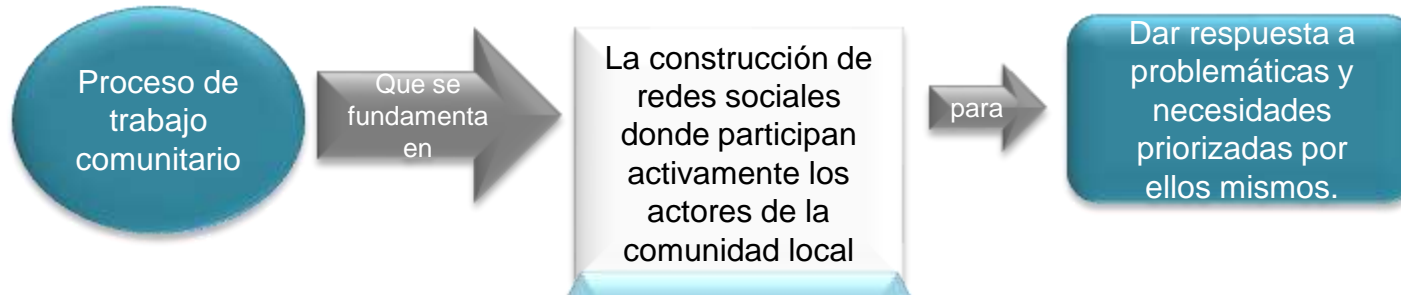 Proceso de
trabajo
comunitario
Que se
fundamenta
en
La construcción de
redes sociales
donde participan
activamente los
actores de la
comunidad local
para
Dar respuesta a
problemáticas y
necesidades
priorizadas por
ellos mismos.